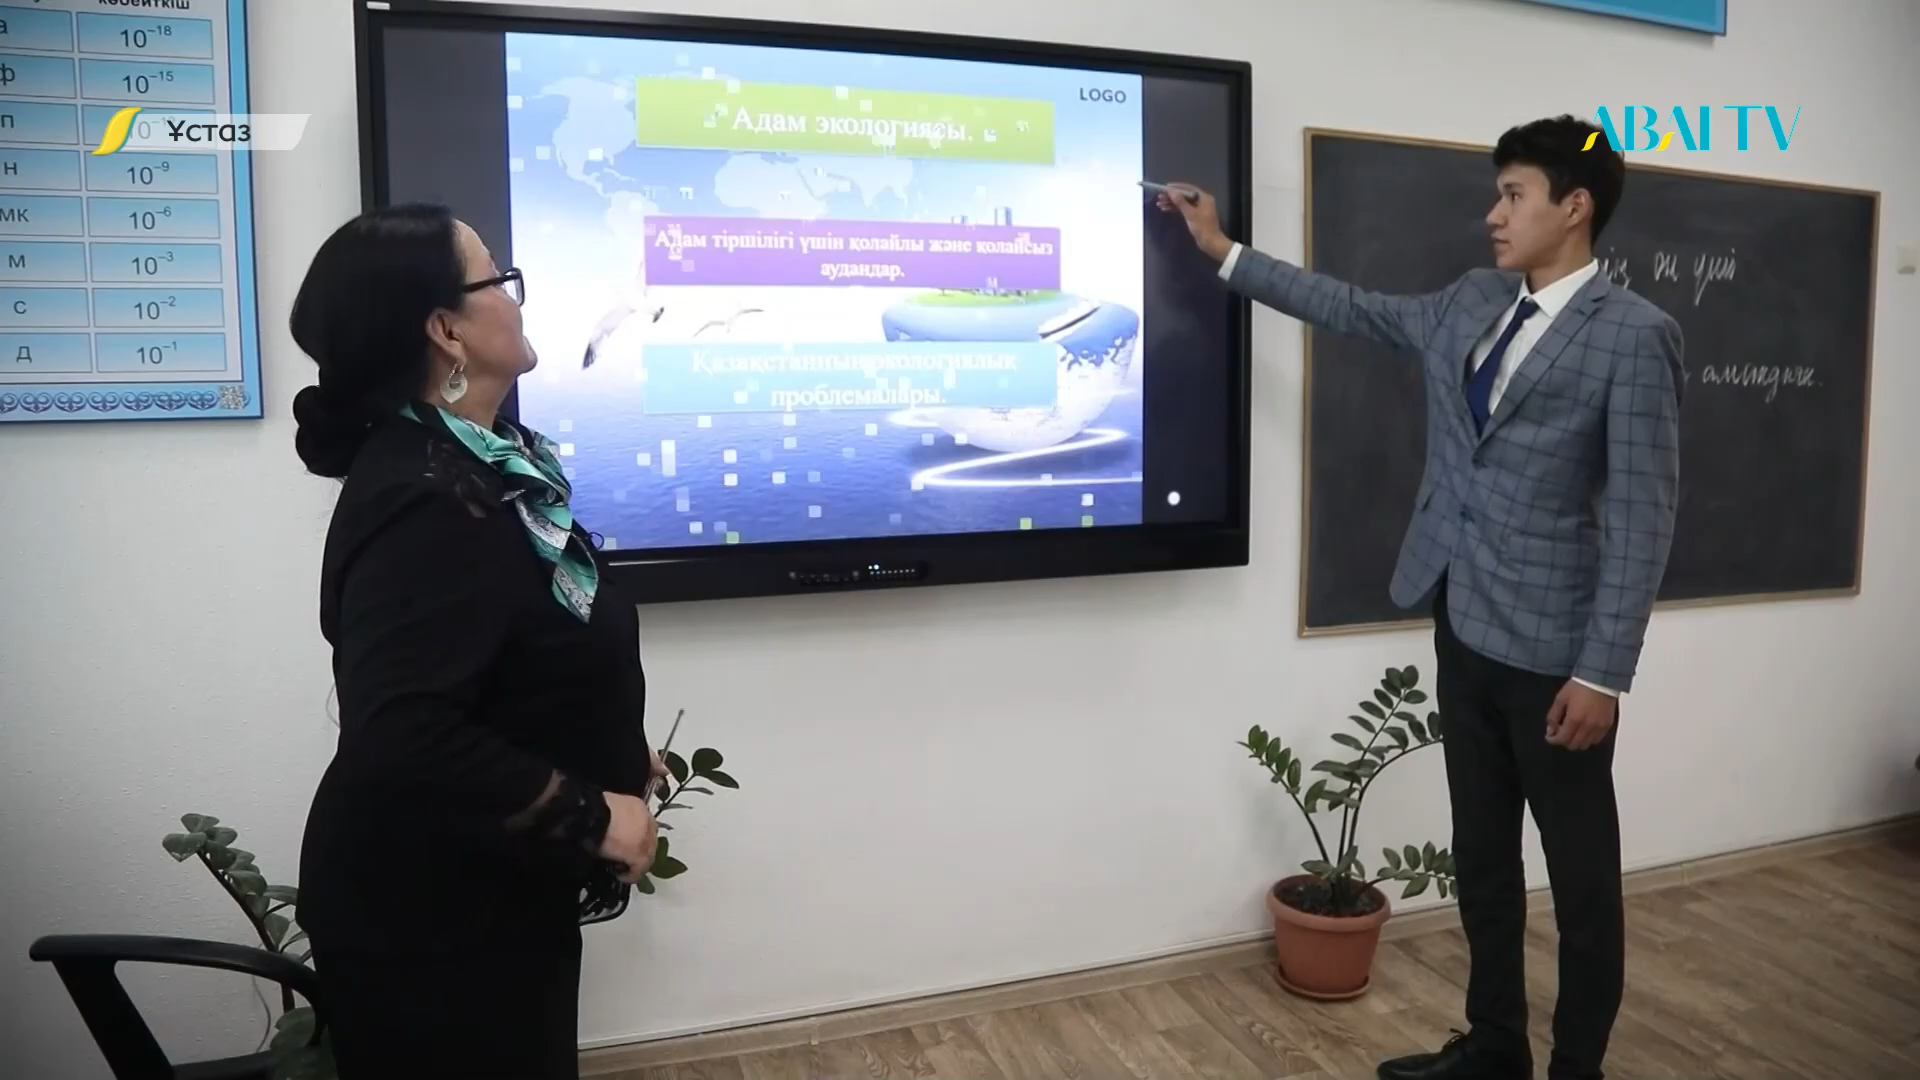 көбейткіш
а 10⁻¹⁸
ф 10⁻¹⁵
п
н 10⁻⁹
мк 10⁻⁶
м 10⁻³
с 10⁻²
д 10⁻¹
Ұстаз
LOGO
Адам экологиясы.
Адам тіршілігі үшін қолайлы және қолайсыз
аудандар.
Қазақстанның экологиялық
проблемалары.
ABAI TV